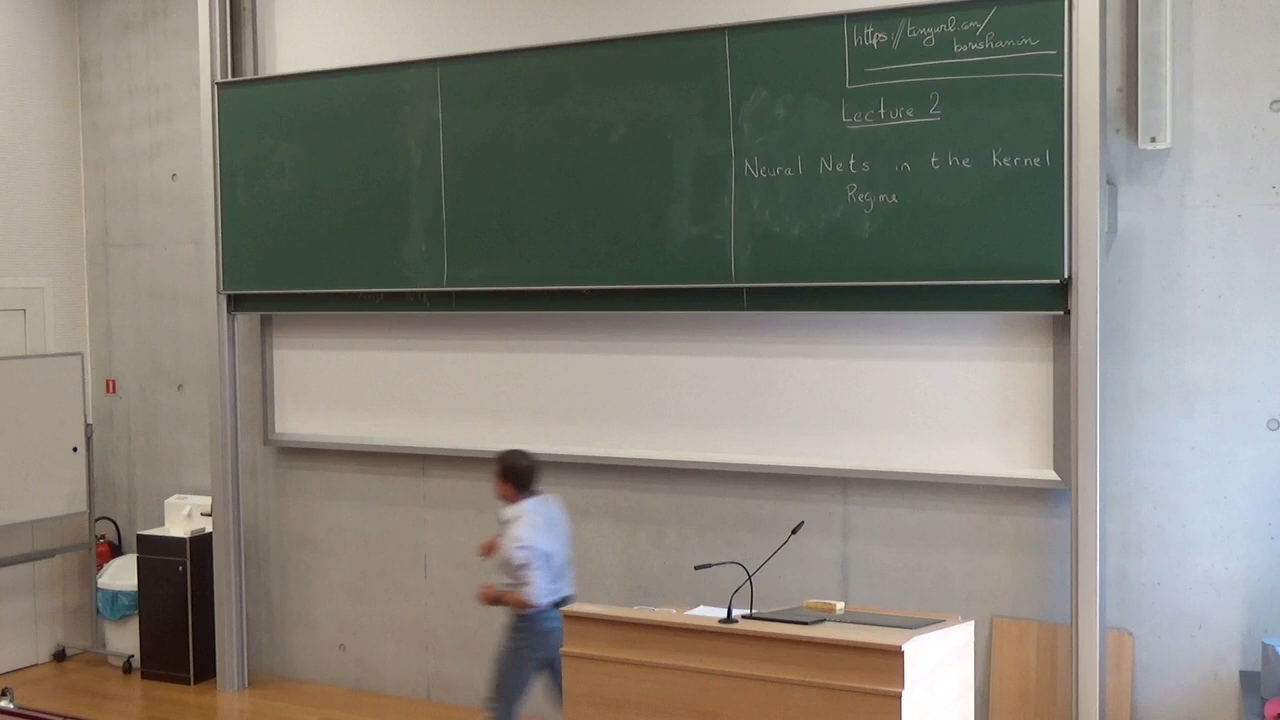 https://tinyurl.com/
borishanin
Lecture 2
Neural Nets in the Kernel
Regime